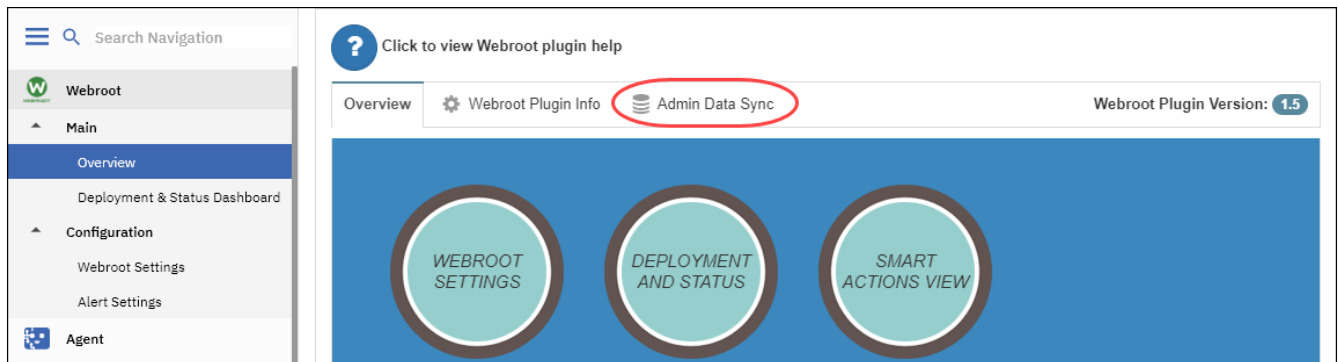 Search Navigation
Webroot
Main
Overview
Deployment & Status Dashboard
Configuration
Webroot Settings
Alert Settings
Agent
? Click to view Webroot plugin help
Overview Webroot Plugin Info Admin Data Sync Webroot Plugin Version: 1.5
WEBROOT
SETTINGS
DEPLOYMENT
AND STATUS
SMART
ACTIONS VIEW